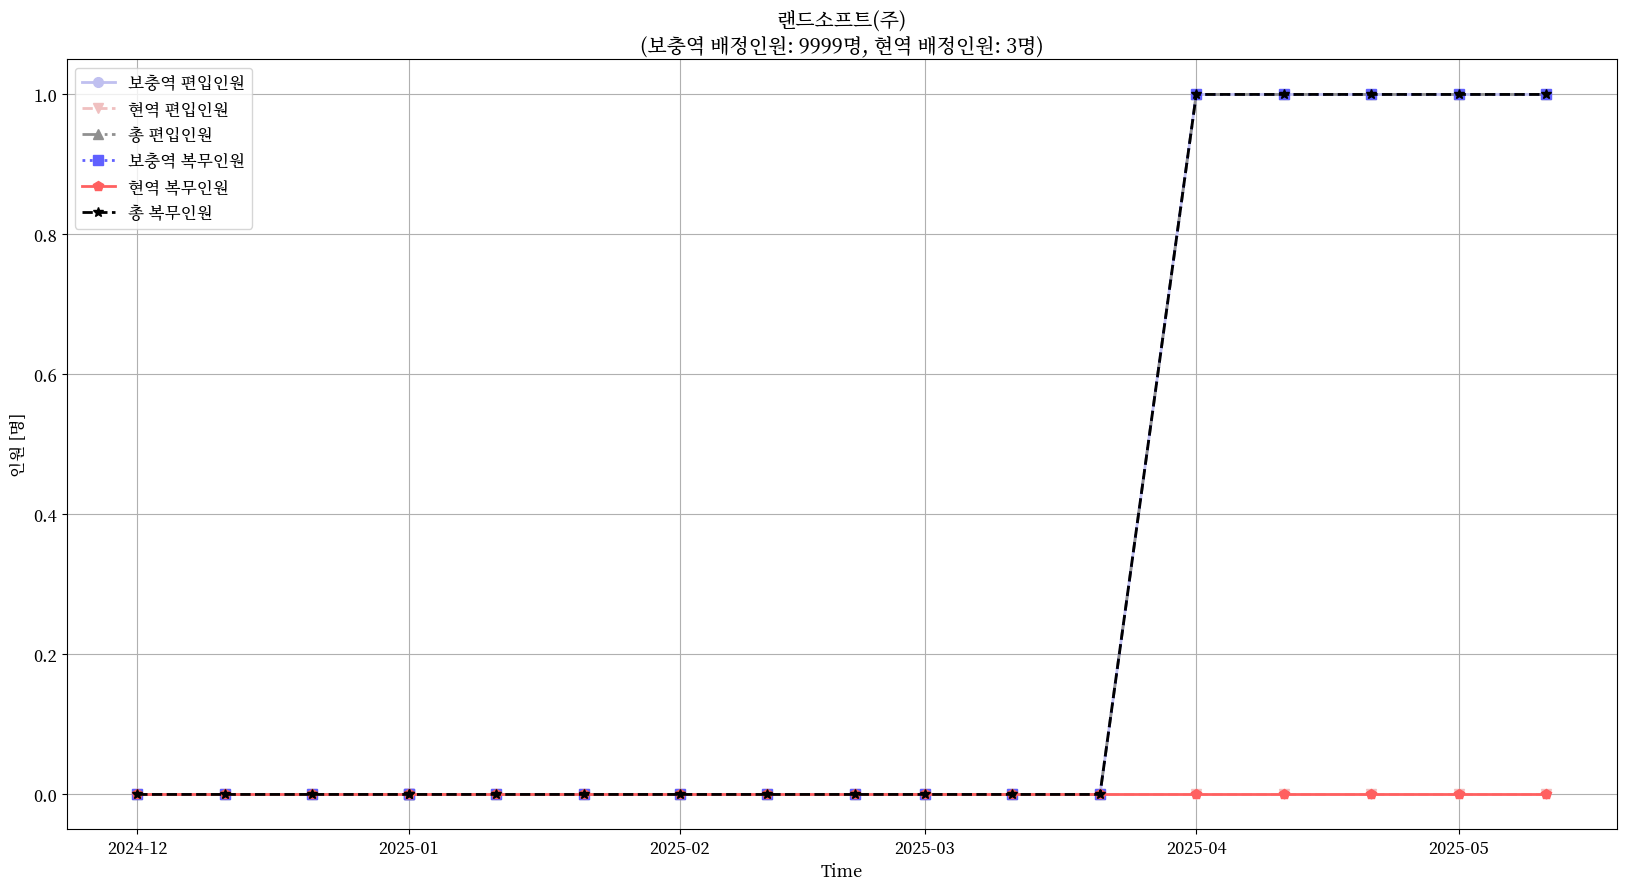 랜드소프트(주)
(보충역 배정인원: 9999명, 현역 배정인원: 3명)
보충역 편입인원
현역 편입인원
총 편입인원
보충역 복무인원
현역 복무인원
총 복무인원
1.0
0.8
0.6
0.4
0.2
0.0
인원 [명]
2024-12
2025-01
2025-02
2025-03
2025-04
2025-05
Time